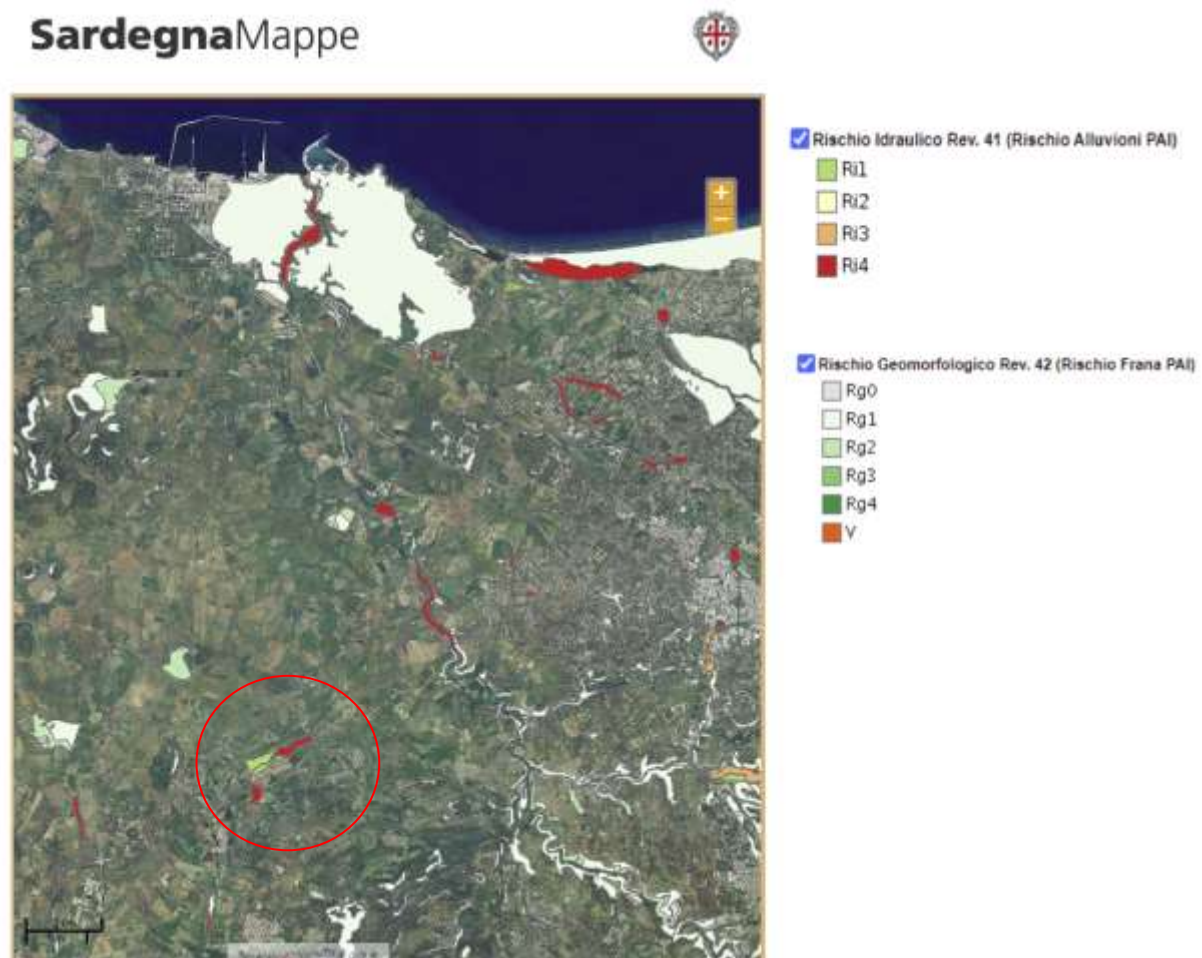 SardegnaMappe
Rischio Idraulico Rev. 41 (Rischio Alluvioni PAI)
Ri1
Ri2
Ri3
Ri4
Rischio Geomorfologico Rev. 42 (Rischio Frana PAI)
Rg0
Rg1
Rg2
Rg3
Rg4
V
+
−